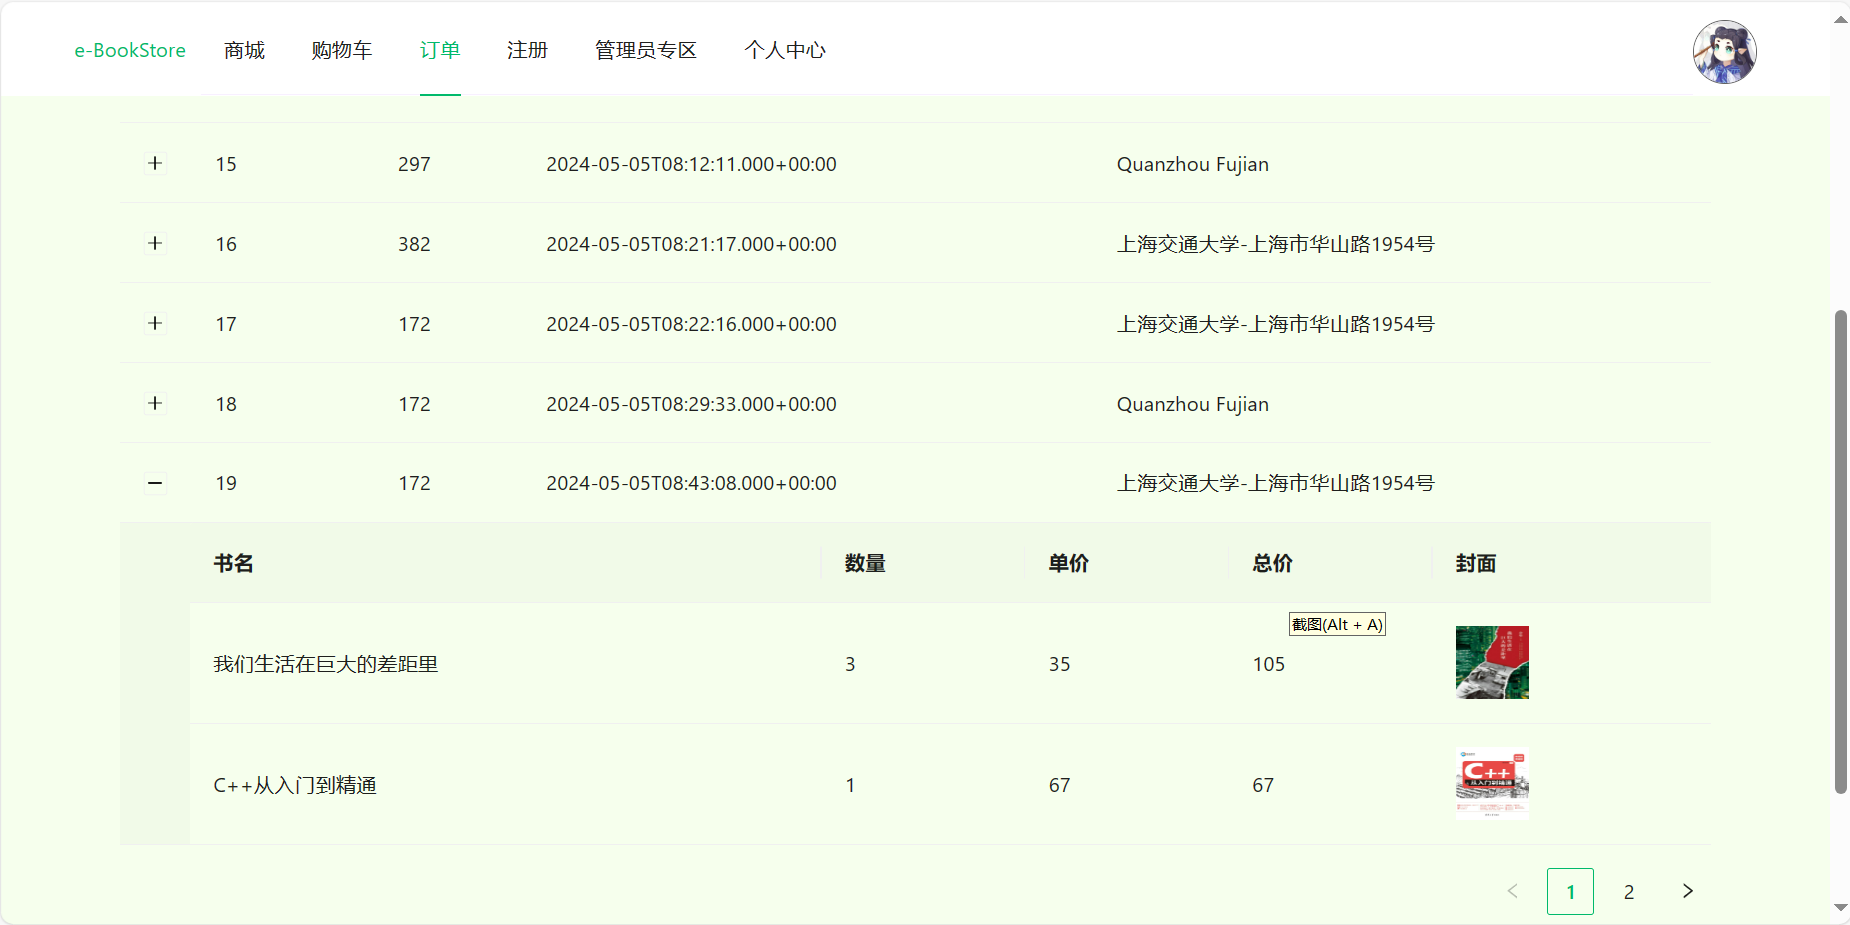 e-BookStore 商城 购物车 订单 注册 管理员专区 个人中心
15 297 2024-05-05T08:12:11.000+00:00 Quanzhou Fujian
16 382 2024-05-05T08:21:17.000+00:00 上海交通大学-上海市华山路1954号
17 172 2024-05-05T08:22:16.000+00:00 上海交通大学-上海市华山路1954号
18 172 2024-05-05T08:29:33.000+00:00 Quanzhou Fujian
19 172 2024-05-05T08:43:08.000+00:00 上海交通大学-上海市华山路1954号
书名 数量 单价 总价 封面
截图(Alt + A)
我们生活在巨大的差距里 3 35 105
C++从入门到精通 1 67 67
C++
从入门到精通
1 2